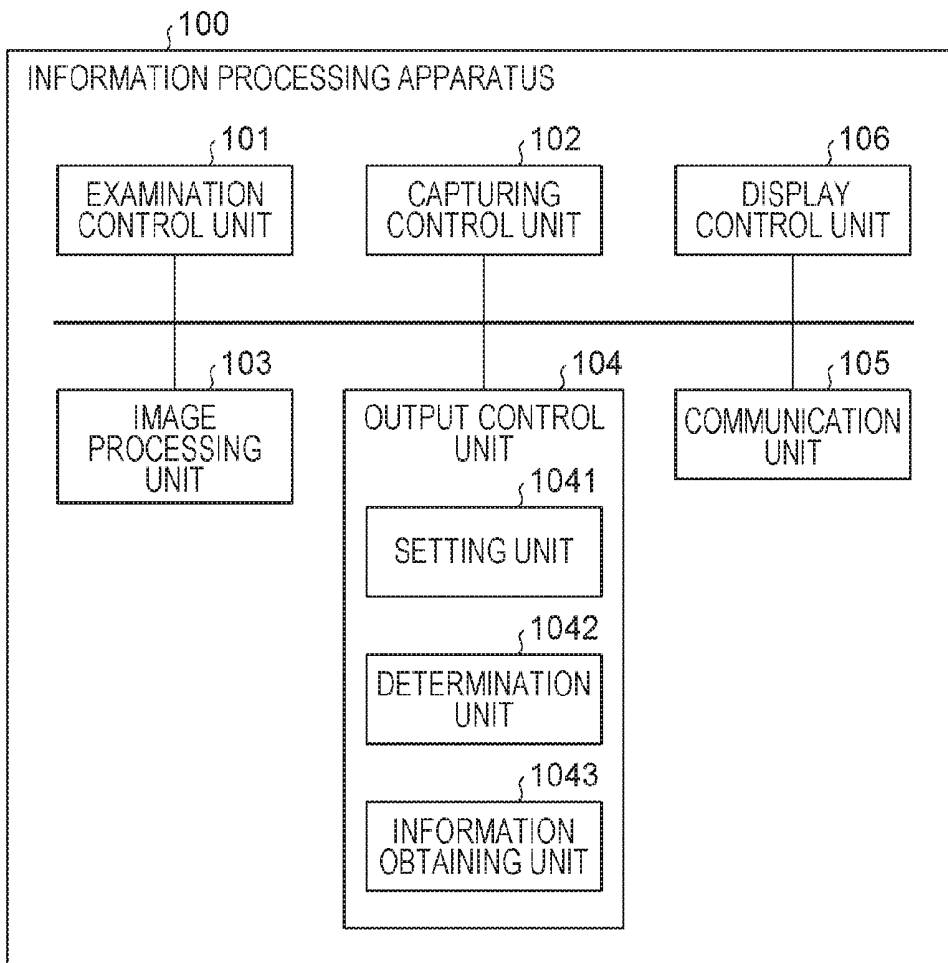 100
INFORMATION PROCESSING APPARATUS
101
EXAMINATION
CONTROL UNIT
102
CAPTURING
CONTROL UNIT
106
DISPLAY
CONTROL UNIT
103
IMAGE
PROCESSING
UNIT
104
OUTPUT CONTROL
UNIT
1041
SETTING UNIT
1042
DETERMINATION
UNIT
1043
INFORMATION
OBTAINING UNIT
105
COMMUNICATION
UNIT